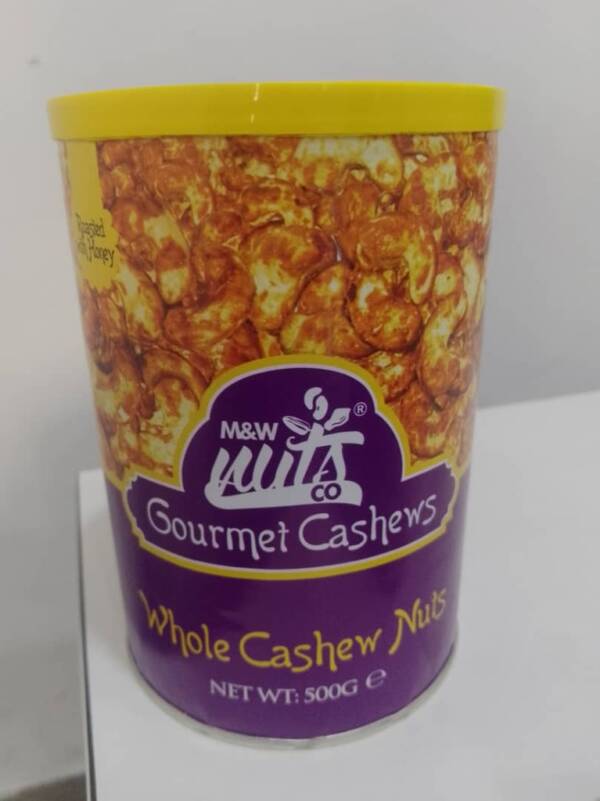 Roasted
with Honey
M&W
nuts
CO
®
Gourmet Cashews
Whole Cashew Nuts
NET WT: 500G ℮